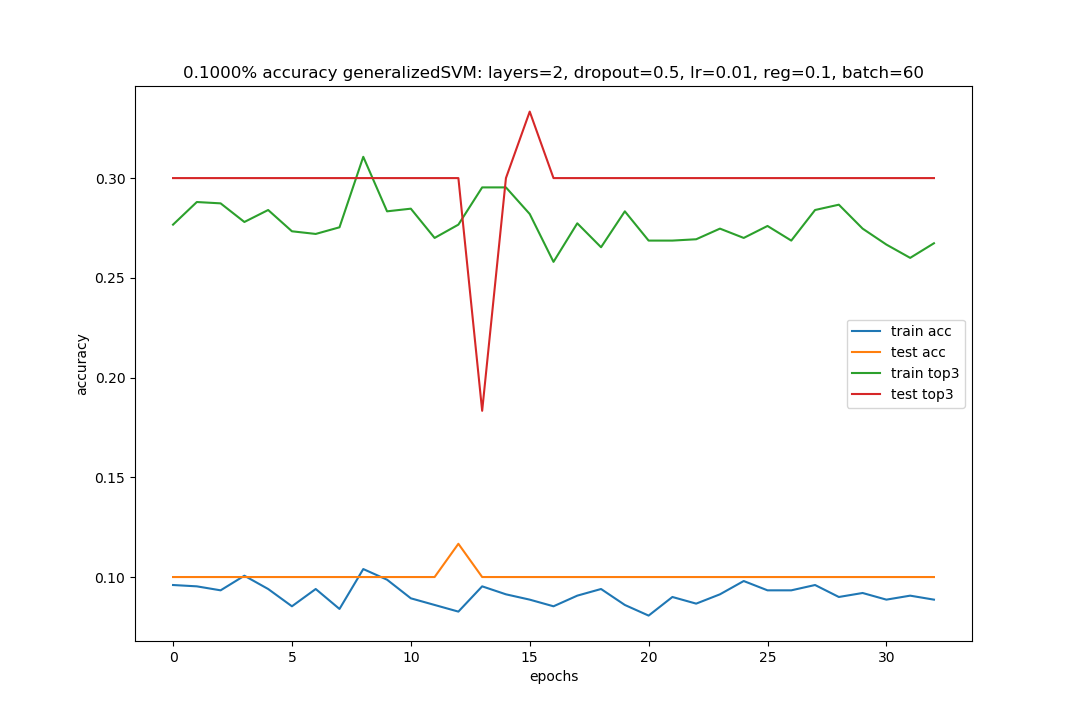 0.1000% accuracy generalizedSVM: layers=2, dropout=0.5, lr=0.01, reg=0.1, batch=60
0.30
0.25
0.20
0.15
0.10
accuracy
train acc
test acc
train top3
test top3
0 5 10 15 20 25 30
epochs